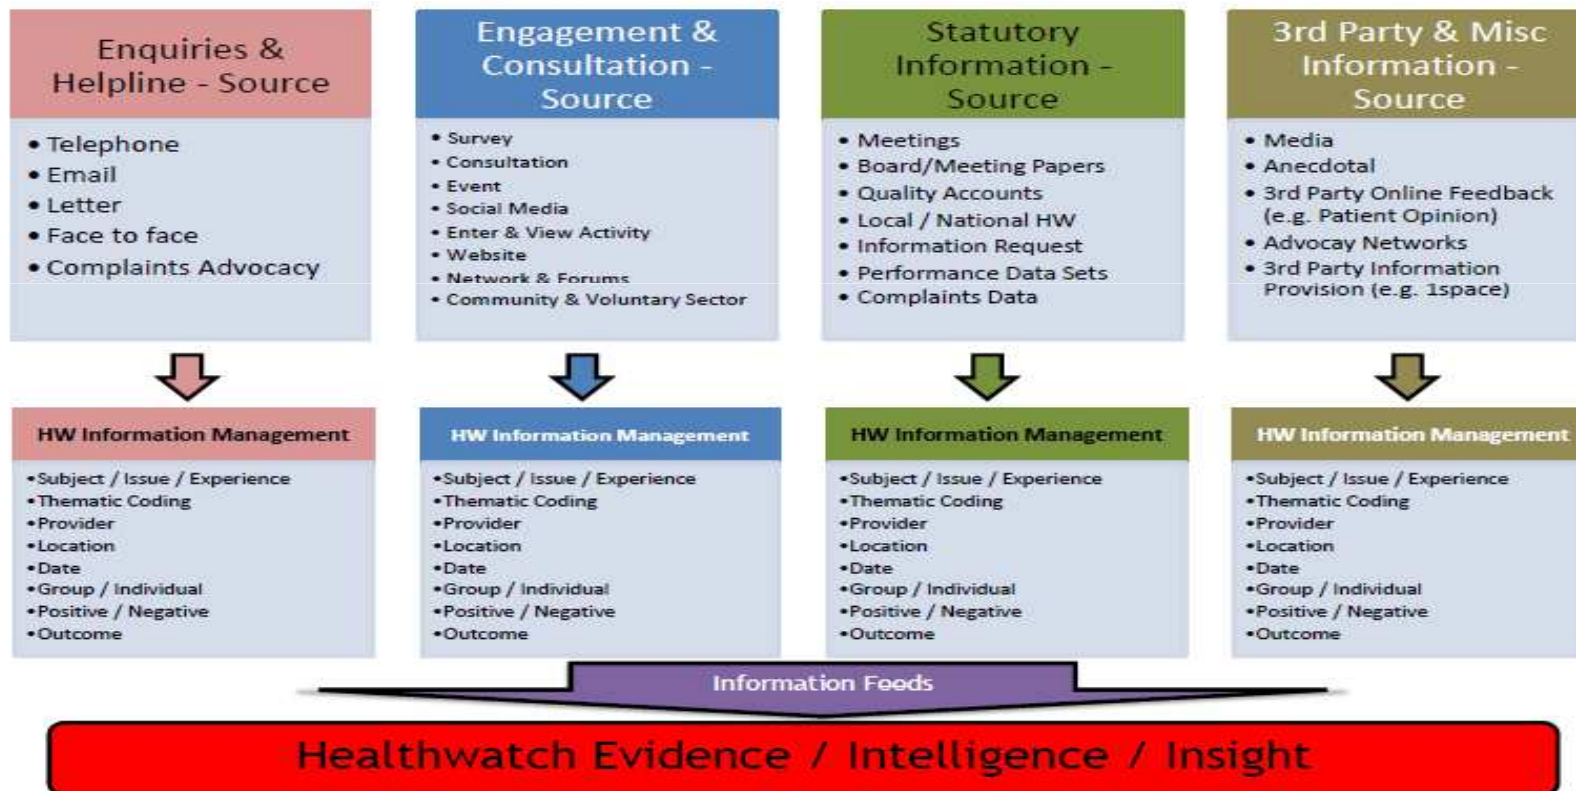 Enquiries &
Helpline - Source
• Telephone
• Email
• Letter
• Face to face
• Complaints Advocacy
Engagement &
Consultation -
Source
• Survey
• Consultation
• Event
• Social Media
• Enter & View Activity
• Website
• Network & Forums
• Community & Voluntary Sector
Statutory
Information -
Source
• Meetings
• Board/Meeting Papers
• Quality Accounts
• Local / National HW
• Information Request
• Performance Data Sets
• Complaints Data
3rd Party & Misc
Information -
Source
• Media
• Anecdotal
• 3rd Party Online Feedback
(e.g. Patient Opinion)
• Advocay Networks
• 3rd Party Information
Provision (e.g. 1space)
HW Information Management
•Subject / Issue / Experience
•Thematic Coding
•Provider
•Location
•Date
•Group / Individual
•Positive / Negative
•Outcome
HW Information Management
•Subject / Issue / Experience
•Thematic Coding
•Provider
•Location
•Date
•Group / Individual
•Positive / Negative
•Outcome
HW Information Management
•Subject / Issue / Experience
•Thematic Coding
•Provider
•Location
•Date
•Group / Individual
•Positive / Negative
•Outcome
HW Information Management
•Subject / Issue / Experience
•Thematic Coding
•Provider
•Location
•Date
•Group / Individual
•Positive / Negative
•Outcome
Information Feeds
Healthwatch Evidence / Intelligence / Insight